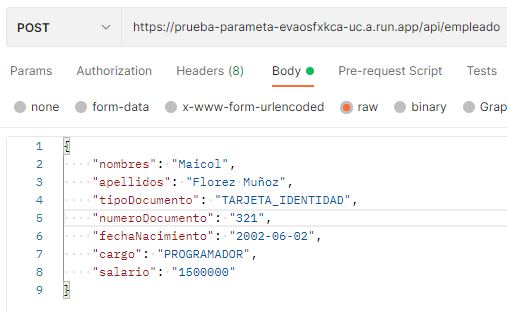 POST https://prueba-parameta-evaosfxkca-uc.a.run.app/api/empleado
Params Authorization Headers (8) Body Pre-request Script Tests
none form-data x-www-form-urlencoded raw binary Grap
1 {
2 "nombres": "Maicol",
3 "apellidos": "Florez Muñoz",
4 "tipoDocumento": "TARJETA_IDENTIDAD",
5 "numeroDocumento": "321",
6 "fechaNacimiento": "2002-06-02",
7 "cargo": "PROGRAMADOR",
8 "salario": "1500000"
9 }